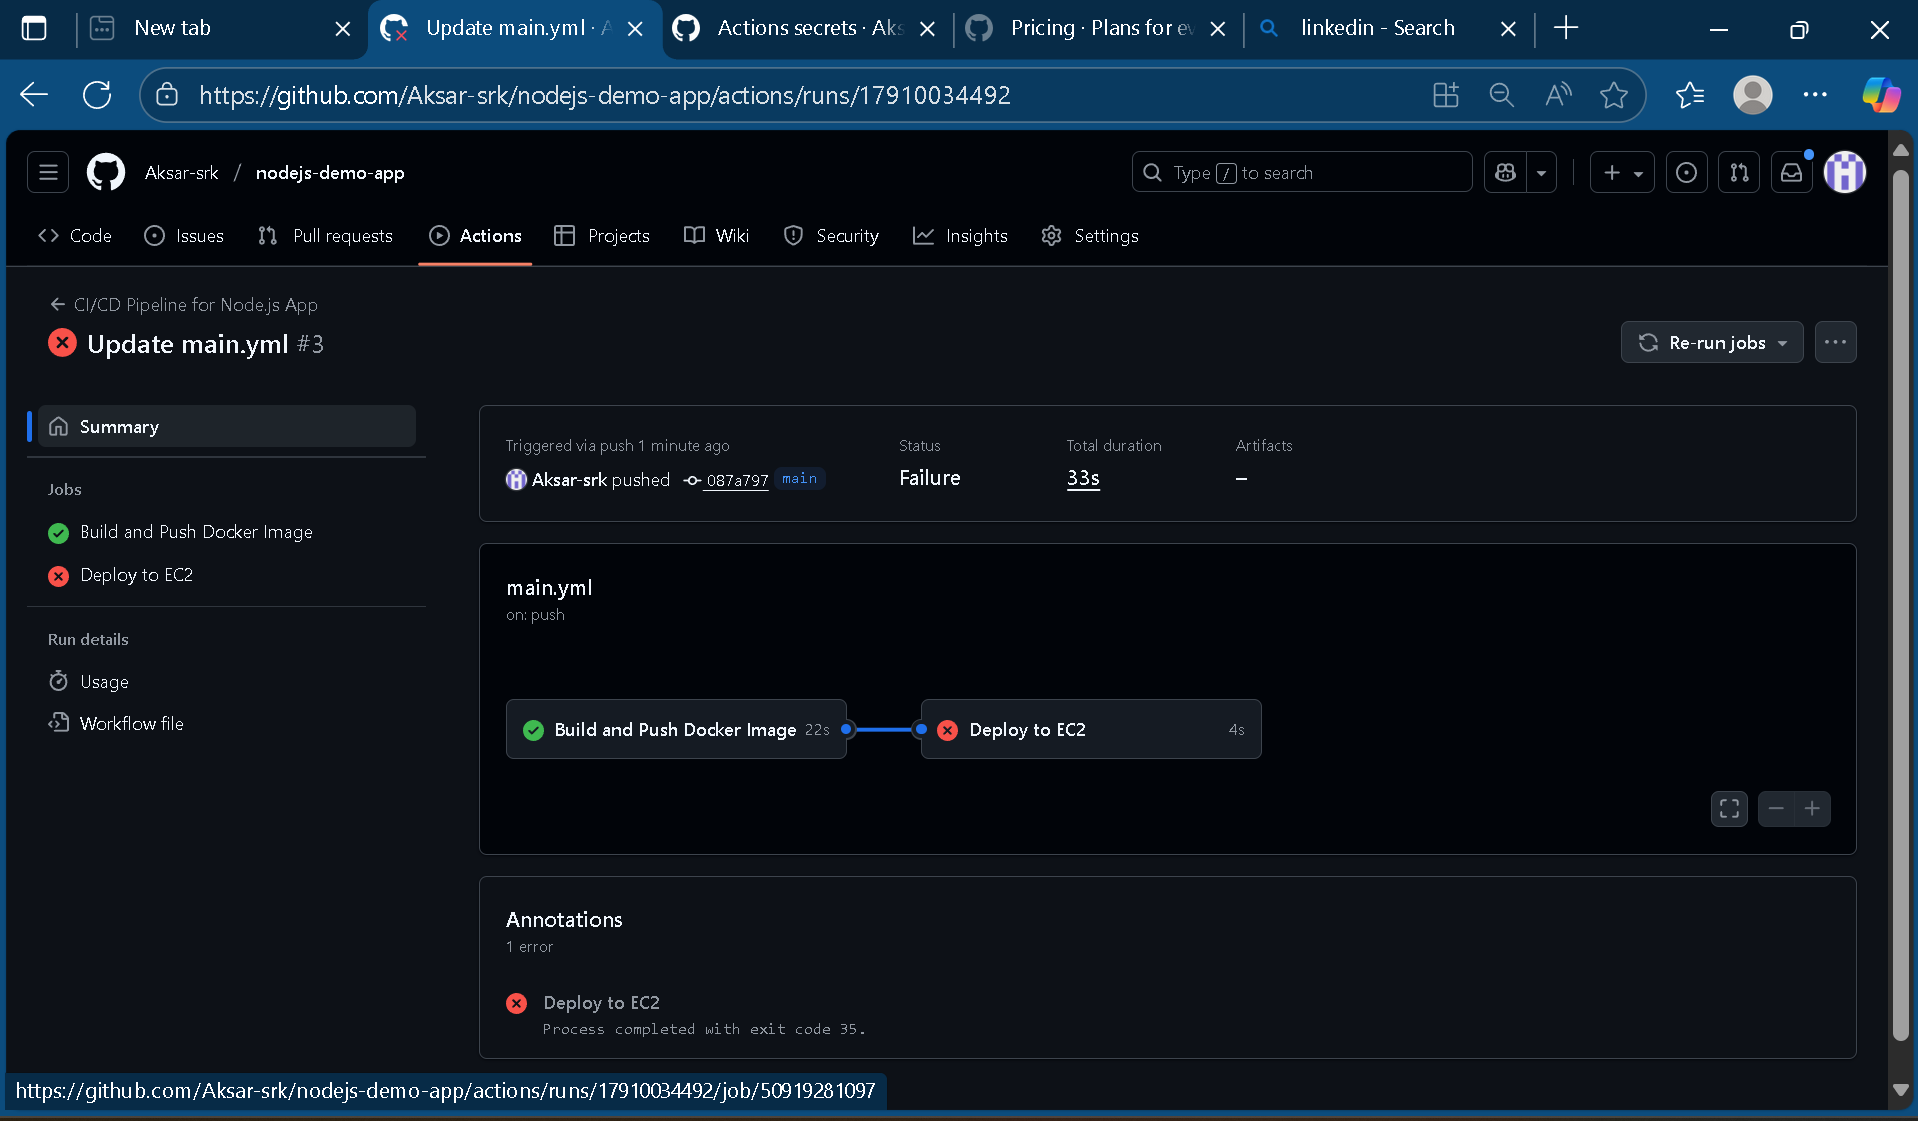 New tab
Update main.yml · A
Actions secrets · Aks
Pricing · Plans for ev
linkedin - Search
https://github.com/Aksar-srk/nodejs-demo-app/actions/runs/17910034492
Aksar-srk / nodejs-demo-app
Type / to search
Code
Issues
Pull requests
Actions
Projects
Wiki
Security
Insights
Settings
CI/CD Pipeline for Node.js App
Update main.yml #3
Re-run jobs
Summary
Jobs
Build and Push Docker Image
Deploy to EC2
Run details
Usage
Workflow file
Triggered via push 1 minute ago
Aksar-srk pushed 087a797 main
Status
Failure
Total duration
33s
Artifacts
–
main.yml
on: push
Build and Push Docker Image 22s
Deploy to EC2 4s
Annotations
1 error
Deploy to EC2
Process completed with exit code 35.
https://github.com/Aksar-srk/nodejs-demo-app/actions/runs/17910034492/job/50919281097